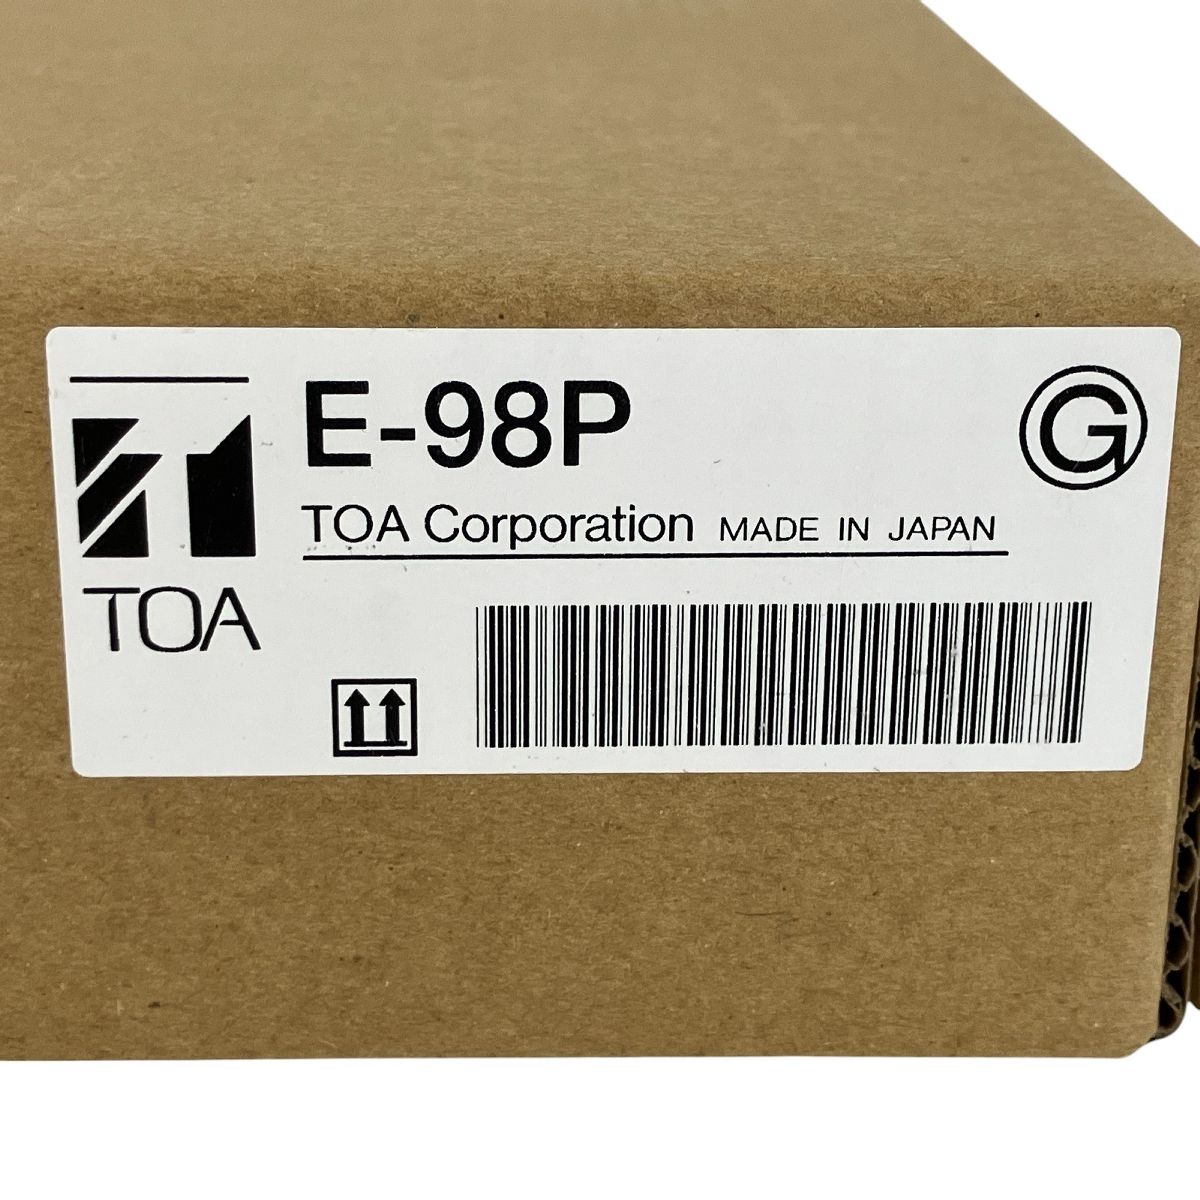 E-98P
G
TOA Corporation MADE IN JAPAN
TOA